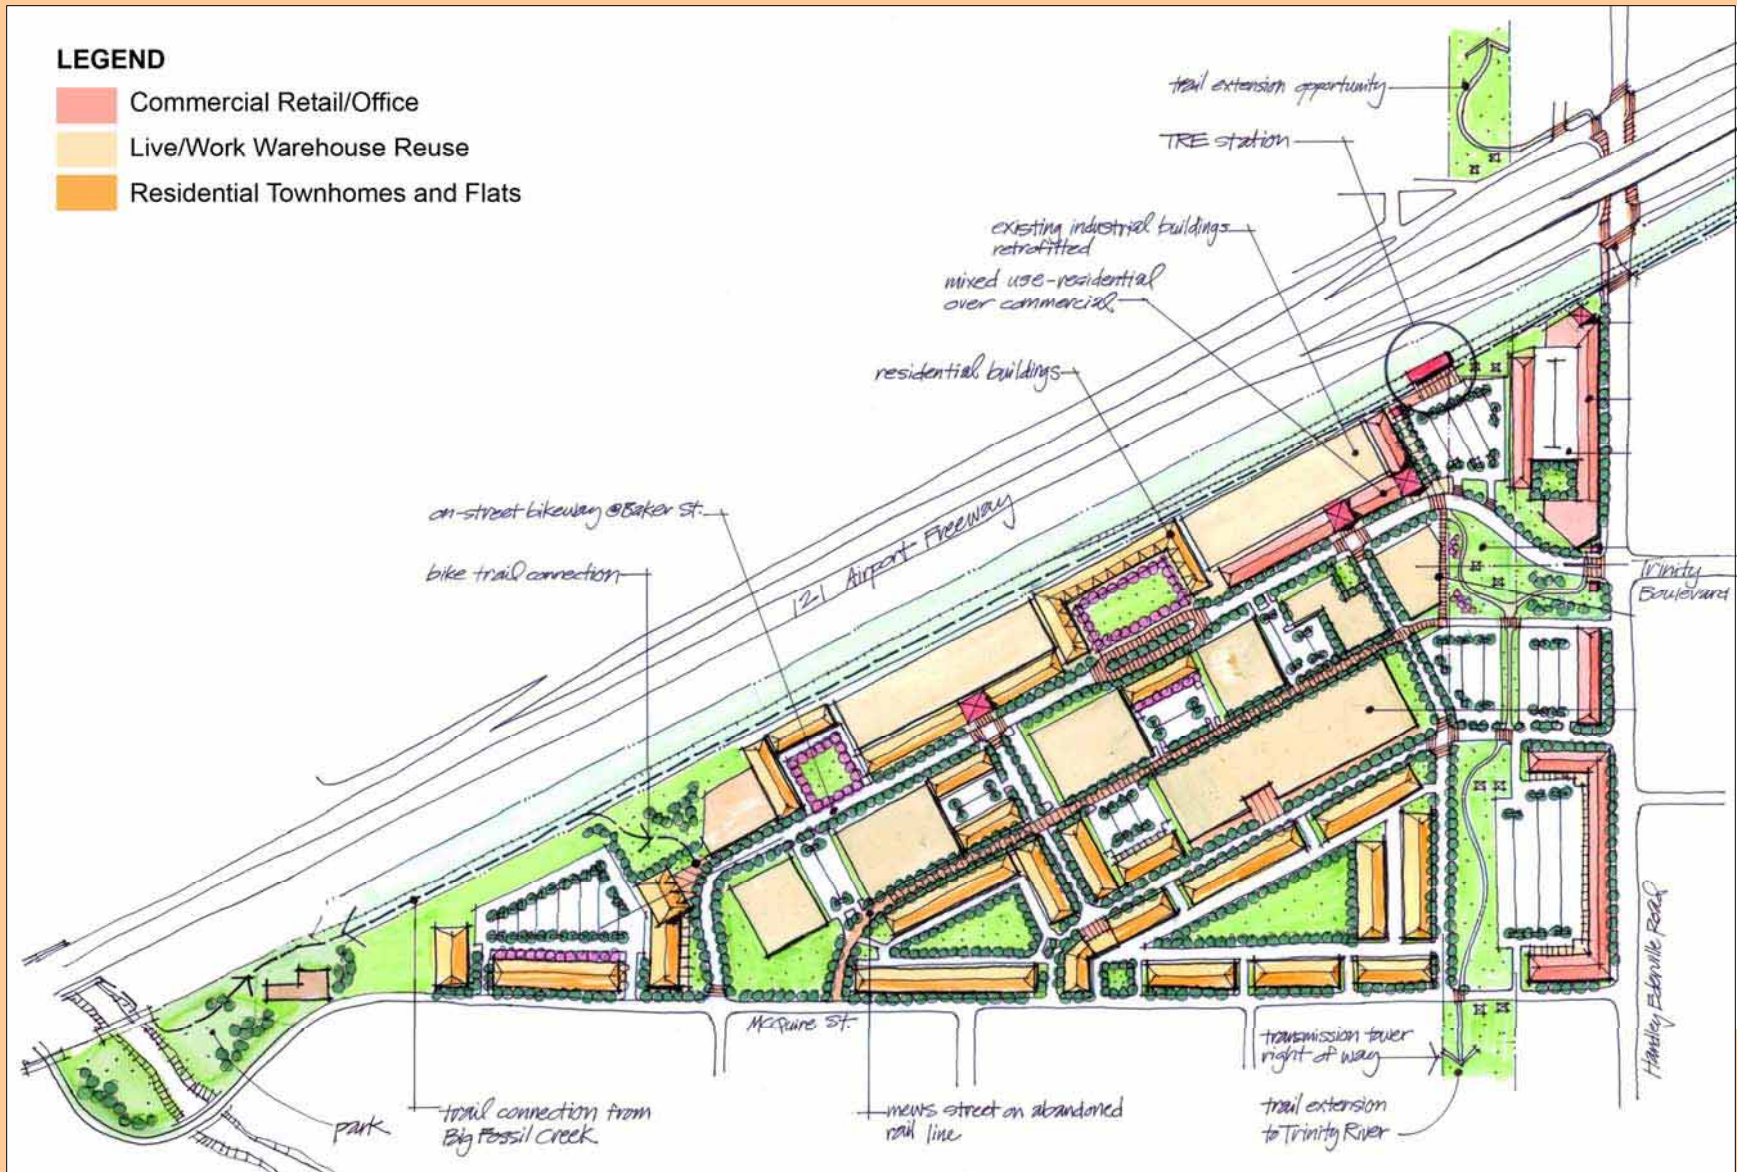 LEGEND
Commercial Retail/Office
Live/Work Warehouse Reuse
Residential Townhomes and Flats
trail extension opportunity
TRE station
existing industrial buildings
retrofitted
mixed use-residential
over commercial
residential buildings
on-street bikeway @ Baker St.
bike trail connection
121 Airport Freeway
Trinity
Boulevard
Handley Ederville Road
McQuire St.
transmission tower
right of way
trail extension
to Trinity River
mews street on abandoned
rail line
trail connection from
Big Fossil Creek
park